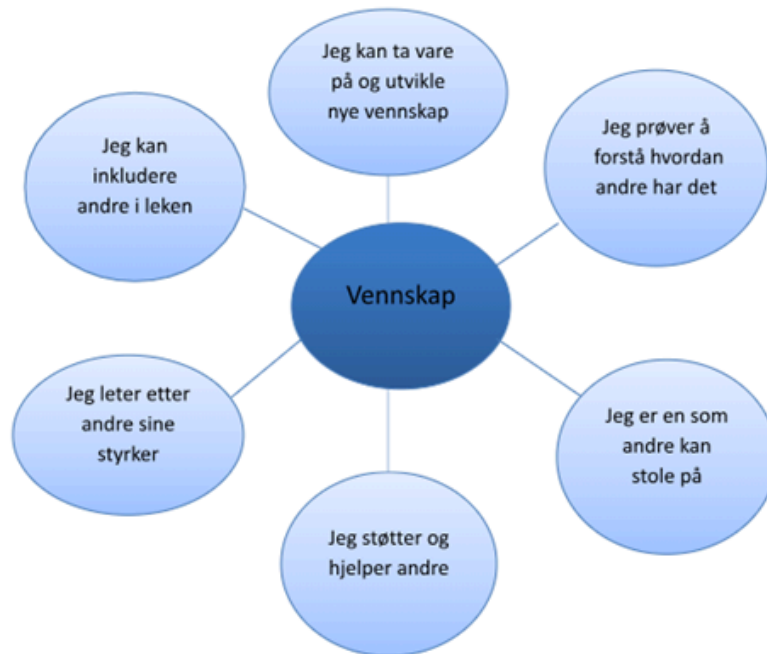 Jeg kan ta vare
på og utvikle
nye vennskap
Jeg prøver å
forstå hvordan
andre har det
Jeg er en som
andre kan
stole på
Jeg støtter og
hjelper andre
Jeg leter etter
andre sine
styrker
Jeg kan
inkludere
andre i leken
Vennskap